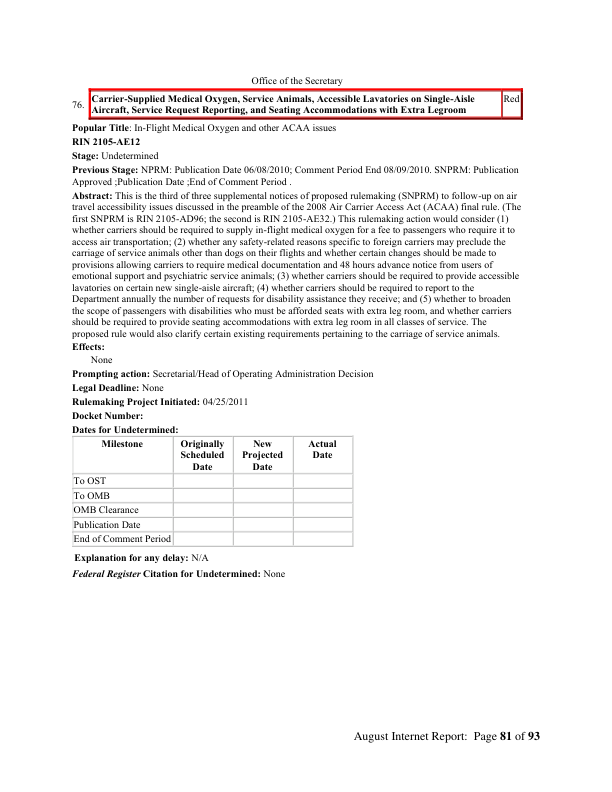 Office of the Secretary
76.
Carrier-Supplied Medical Oxygen, Service Animals, Accessible Lavatories on Single-Aisle
Aircraft, Service Request Reporting, and Seating Accommodations with Extra Legroom
Red
Popular Title: In-Flight Medical Oxygen and other ACAA issues
RIN 2105-AE12
Stage: Undetermined
Previous Stage: NPRM: Publication Date 06/08/2010; Comment Period End 08/09/2010. SNPRM: Publication
Approved ;Publication Date ;End of Comment Period .
Abstract: This is the third of three supplemental notices of proposed rulemaking (SNPRM) to follow-up on air
travel accessibility issues discussed in the preamble of the 2008 Air Carrier Access Act (ACAA) final rule. (The
first SNPRM is RIN 2105-AD96; the second is RIN 2105-AE32.) This rulemaking action would consider (1)
whether carriers should be required to supply in-flight medical oxygen for a fee to passengers who require it to
access air transportation; (2) whether any safety-related reasons specific to foreign carriers may preclude the
carriage of service animals other than dogs on their flights and whether certain changes should be made to
provisions allowing carriers to require medical documentation and 48 hours advance notice from users of
emotional support and psychiatric service animals; (3) whether carriers should be required to provide accessible
lavatories on certain new single-aisle aircraft; (4) whether carriers should be required to report to the
Department annually the number of requests for disability assistance they receive; and (5) whether to broaden
the scope of passengers with disabilities who must be afforded seats with extra leg room, and whether carriers
should be required to provide seating accommodations with extra leg room in all classes of service. The
proposed rule would also clarify certain existing requirements pertaining to the carriage of service animals.
Effects:
None
Prompting action: Secretarial/Head of Operating Administration Decision
Legal Deadline: None
Rulemaking Project Initiated: 04/25/2011
Docket Number:
Dates for Undetermined:
Milestone Originally Scheduled Date New Projected Date Actual Date
To OST
To OMB
OMB Clearance
Publication Date
End of Comment Period
Explanation for any delay: N/A
Federal Register Citation for Undetermined: None
August Internet Report: Page 81 of 93